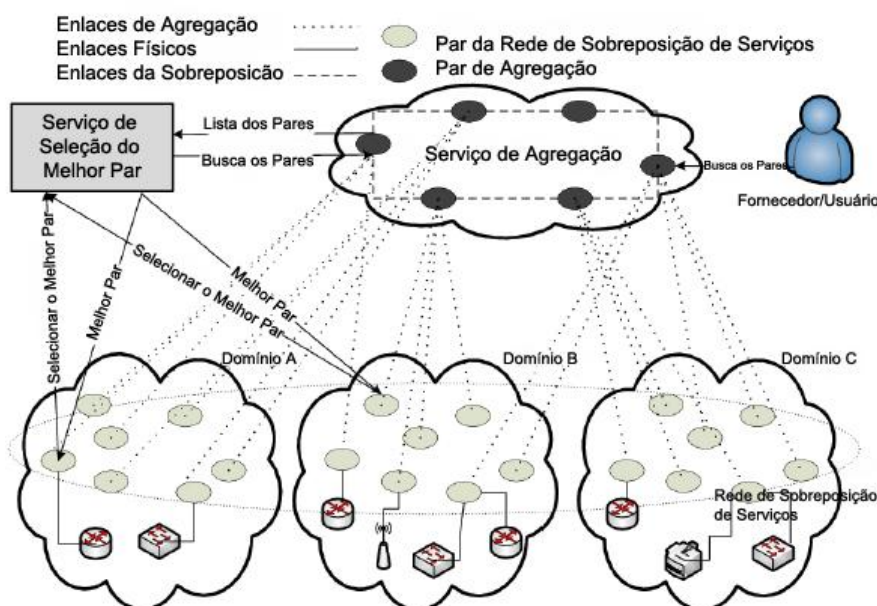 Enlaces de Agregação
Enlaces Físicos
Enlaces da Sobreposicão
Par da Rede de Sobreposição de Serviços
Par de Agregação
Serviço de
Seleção do
Melhor Par
Lista dos Pares
Busca os Pares
Serviço de Agregação
Busca os Pares
Fornecedor/Usuário
Selecionar o Melhor Par
Melhor Par
Selecionar o Melhor Par
Melhor Par
Domínio A
Domínio B
Domínio C
Rede de Sobreposição
de Serviços